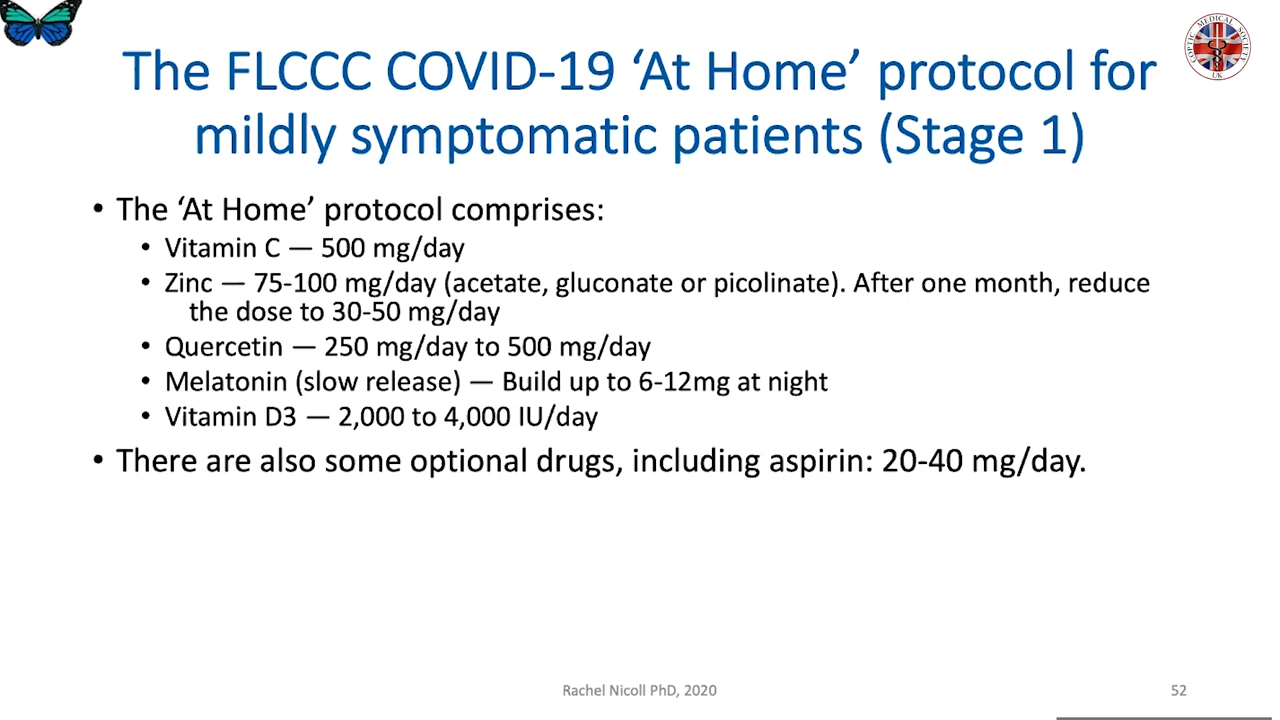 The FLCCC COVID-19 ‘At Home’ protocol for
mildly symptomatic patients (Stage 1)
• The ‘At Home’ protocol comprises:
• Vitamin C — 500 mg/day
• Zinc — 75-100 mg/day (acetate, gluconate or picolinate). After one month, reduce
the dose to 30-50 mg/day
• Quercetin — 250 mg/day to 500 mg/day
• Melatonin (slow release) — Build up to 6-12mg at night
• Vitamin D3 — 2,000 to 4,000 IU/day
• There are also some optional drugs, including aspirin: 20-40 mg/day.
COPTIC MEDICAL SOCIETY
UK
Rachel Nicoll PhD, 2020
52